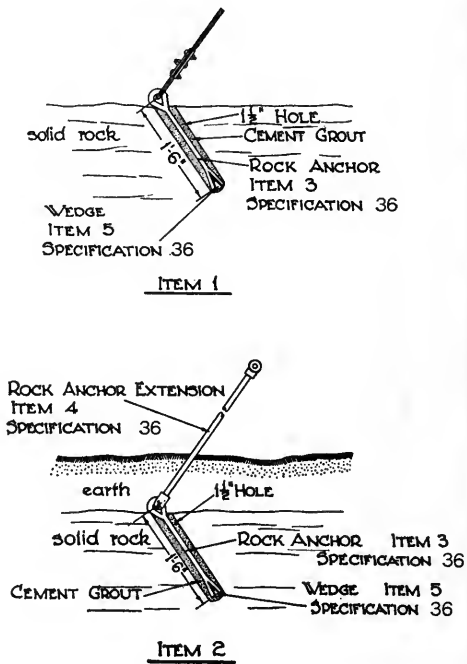 1½" HOLE
solid rock
CEMENT GROUT
1'-6"
ROCK ANCHOR
ITEM 3
SPECIFICATION 36
WEDGE
ITEM 5
SPECIFICATION 36
ITEM 1
ROCK ANCHOR EXTENSION
ITEM 4
SPECIFICATION 36
earth
1½" HOLE
solid rock
ROCK ANCHOR ITEM 3
SPECIFICATION 36
1'-6"
CEMENT GROUT
WEDGE ITEM 5
SPECIFICATION 36
ITEM 2